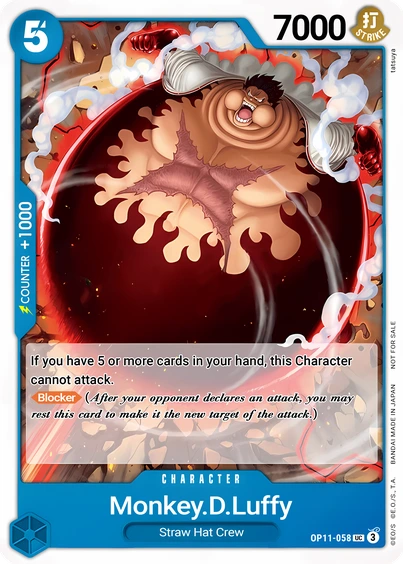 5
7000
打
STRIKE
tatsuya
COUNTER +1000
If you have 5 or more cards in your hand, this Character
cannot attack.
Blocker (After your opponent declares an attack, you may
rest this card to make it the new target of the attack.)
CHARACTER
Monkey.D.Luffy
Straw Hat Crew
OP11-058 UC 3
©E.O/S ©E.O./S., T.A. BANDAI MADE IN JAPAN NOT FOR SALE